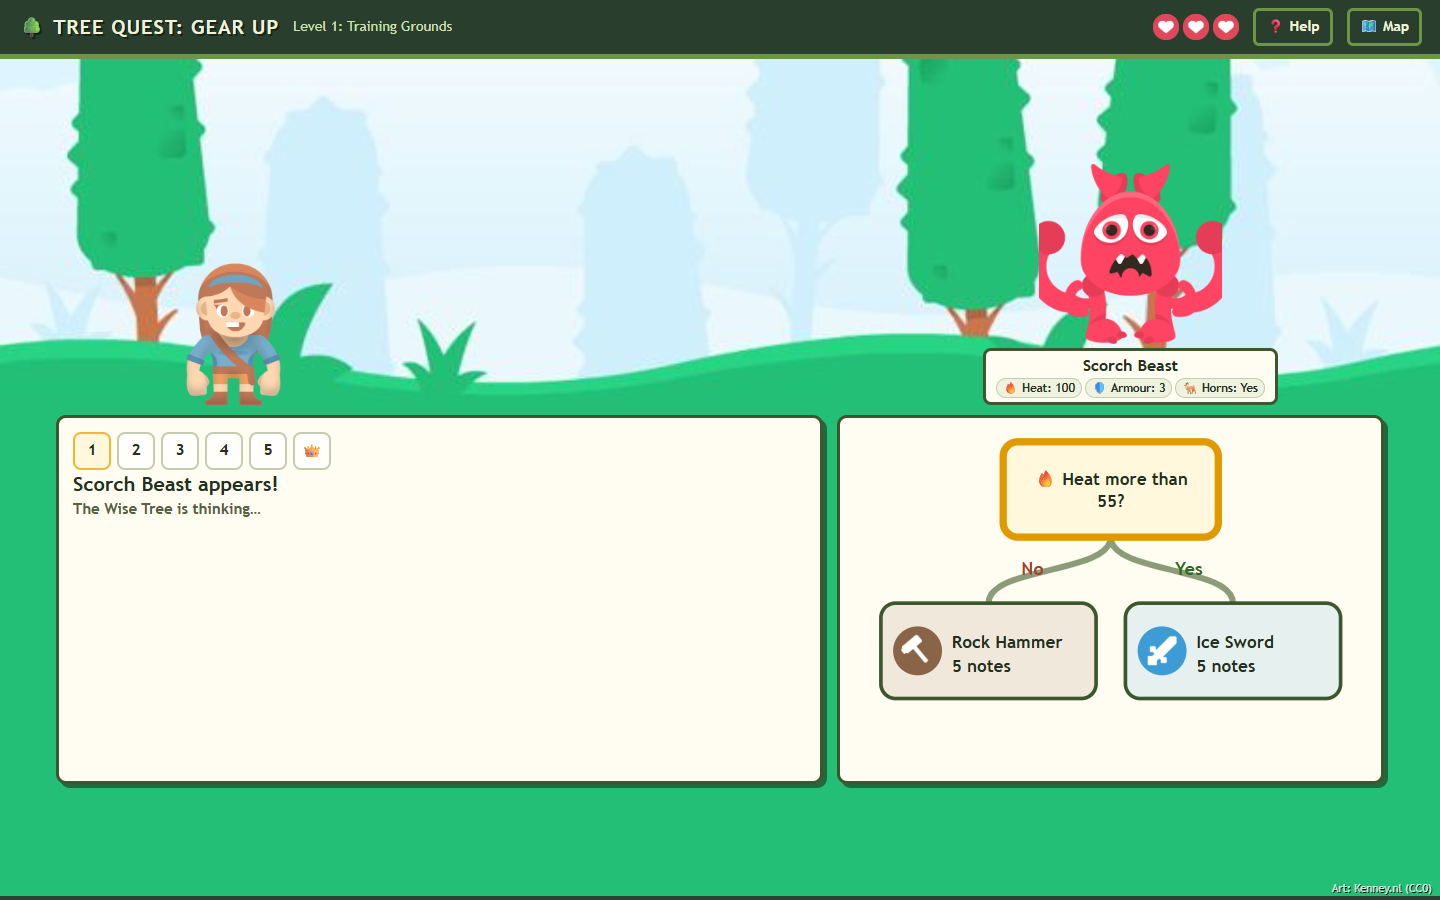 TREE QUEST: GEAR UP
Level 1: Training Grounds
Help
Map
Scorch Beast
Heat: 100
Armour: 3
Horns: Yes
1 2 3 4 5
Scorch Beast appears!
The Wise Tree is thinking...
Heat more than
55?
No
Yes
Rock Hammer
5 notes
Ice Sword
5 notes
Art: Kenney.nl (CC0)